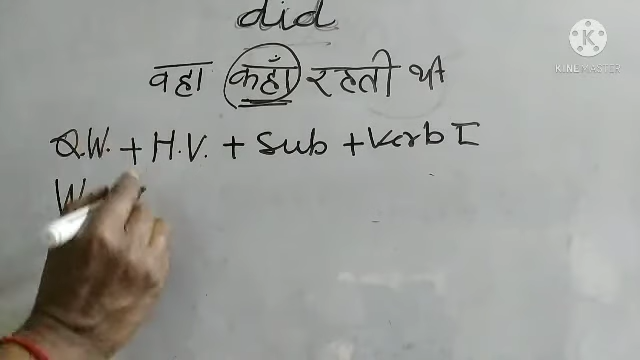 did
KINEMASTER
वहा कहाँ रहती थी
Q.W. + H.V. + Sub + Verb I
W